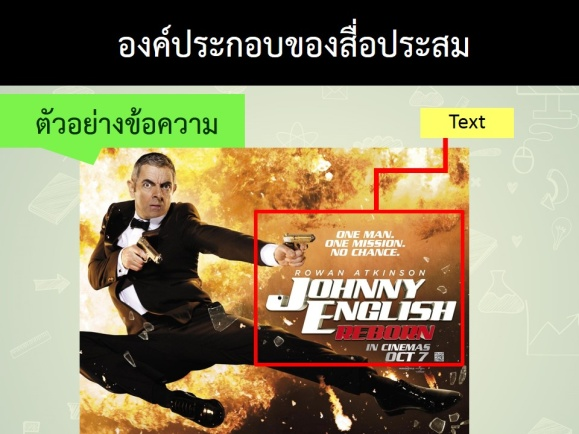 องค์ประกอบของสื่อประสม
ตัวอย่างข้อความ
Text
ONE MAN.
ONE MISSION.
NO CHANCE.
ROWAN ATKINSON
JOHNNY
ENGLISH
REBORN
IN CINEMAS
OCT 7